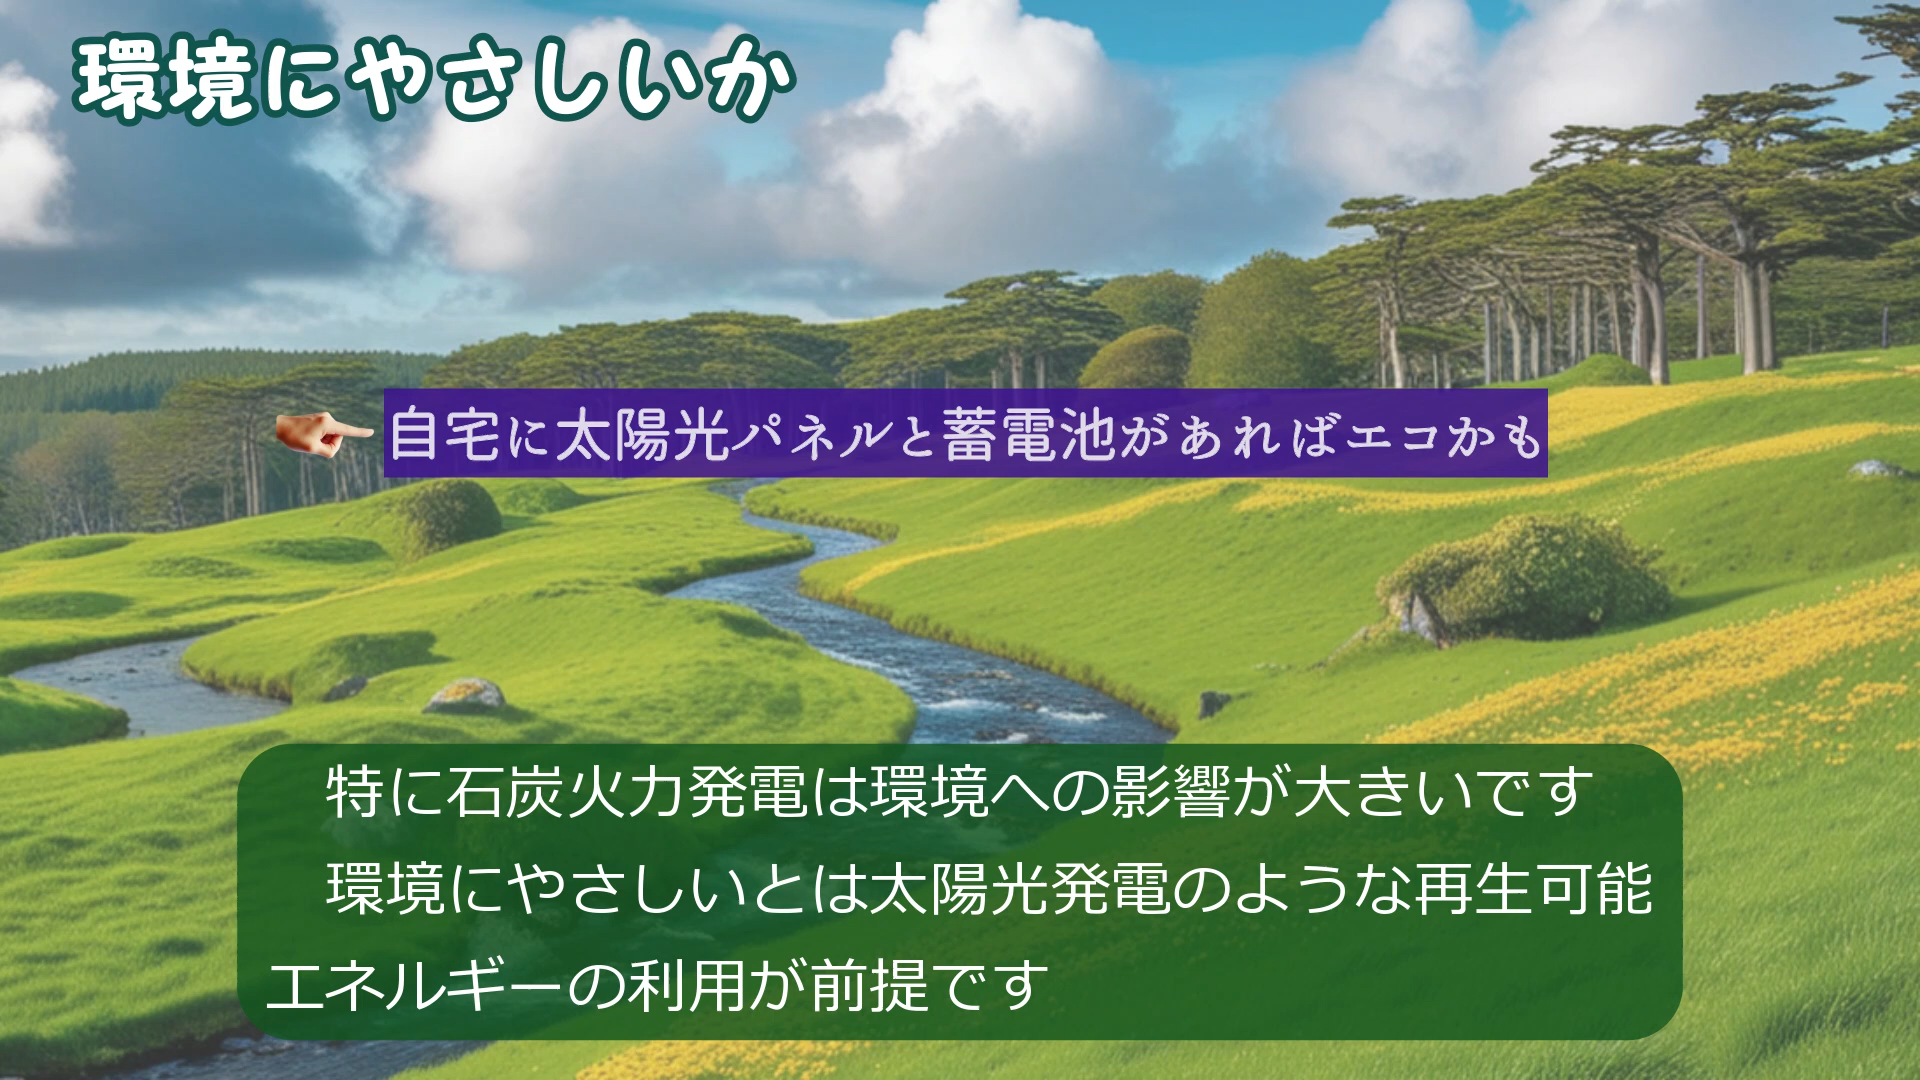 環境にやさしいか
自宅に太陽光パネルと蓄電池があればエコかも
特に石炭火力発電は環境への影響が大きいです
環境にやさしいとは太陽光発電のような再生可能
エネルギーの利用が前提です